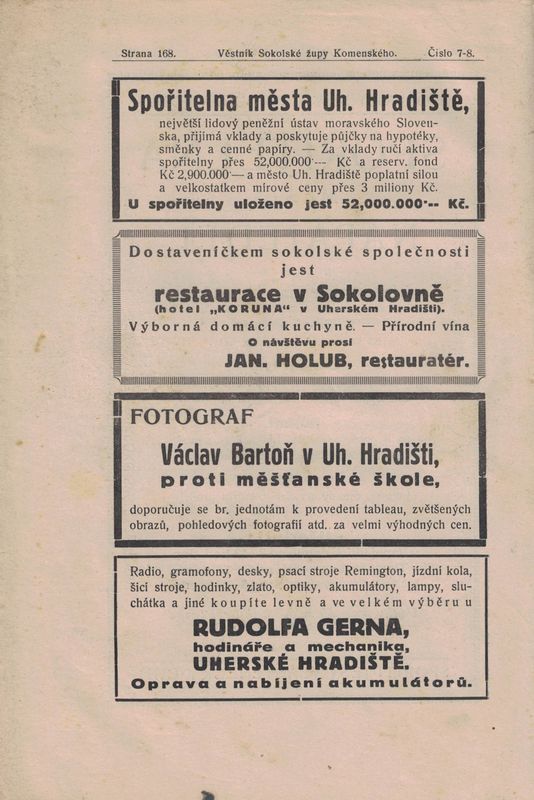 Strana 168. Věstník Sokolské župy Komenského. Číslo 7-8.
Spořitelna města Uh. Hradiště,
největší lidový peněžní ústav moravského Sloven-
ska, přijímá vklady a poskytuje půjčky na hypotéky,
směnky a cenné papíry. — Za vklady ručí aktiva
spořitelny přes 52,000.000·-- Kč a reserv. fond
Kč 2,900.000·— a město Uh. Hradiště poplatní silou
a velkostatkem mírové ceny přes 3 miliony Kč.
U spořitelny uloženo jest 52,000.000·-- Kč.
Dostaveníčkem sokolské společnosti
jest
restaurace v Sokolovně
(hotel „KORUNA" v Uherském Hradišti).
Výborná domácí kuchyně. — Přírodní vína
O návštěvu prosí
JAN. HOLUB, restauratér.
FOTOGRAF
Václav Bartoň v Uh. Hradišti,
proti měšťanské škole,
doporučuje se br. jednotám k provedení tableau, zvětšených
obrazů, pohledových fotografií atd. za velmi výhodných cen.
Radio, gramofony, desky, psací stroje Remington, jízdní kola,
šicí stroje, hodinky, zlato, optiky, akumulátory, lampy, slu-
chátka a jiné koupíte levně a ve velkém výběru u
RUDOLFA GERNA,
hodináře a mechanika,
UHERSKÉ HRADIŠTĚ.
Oprava a nabíjení akumulátorů.